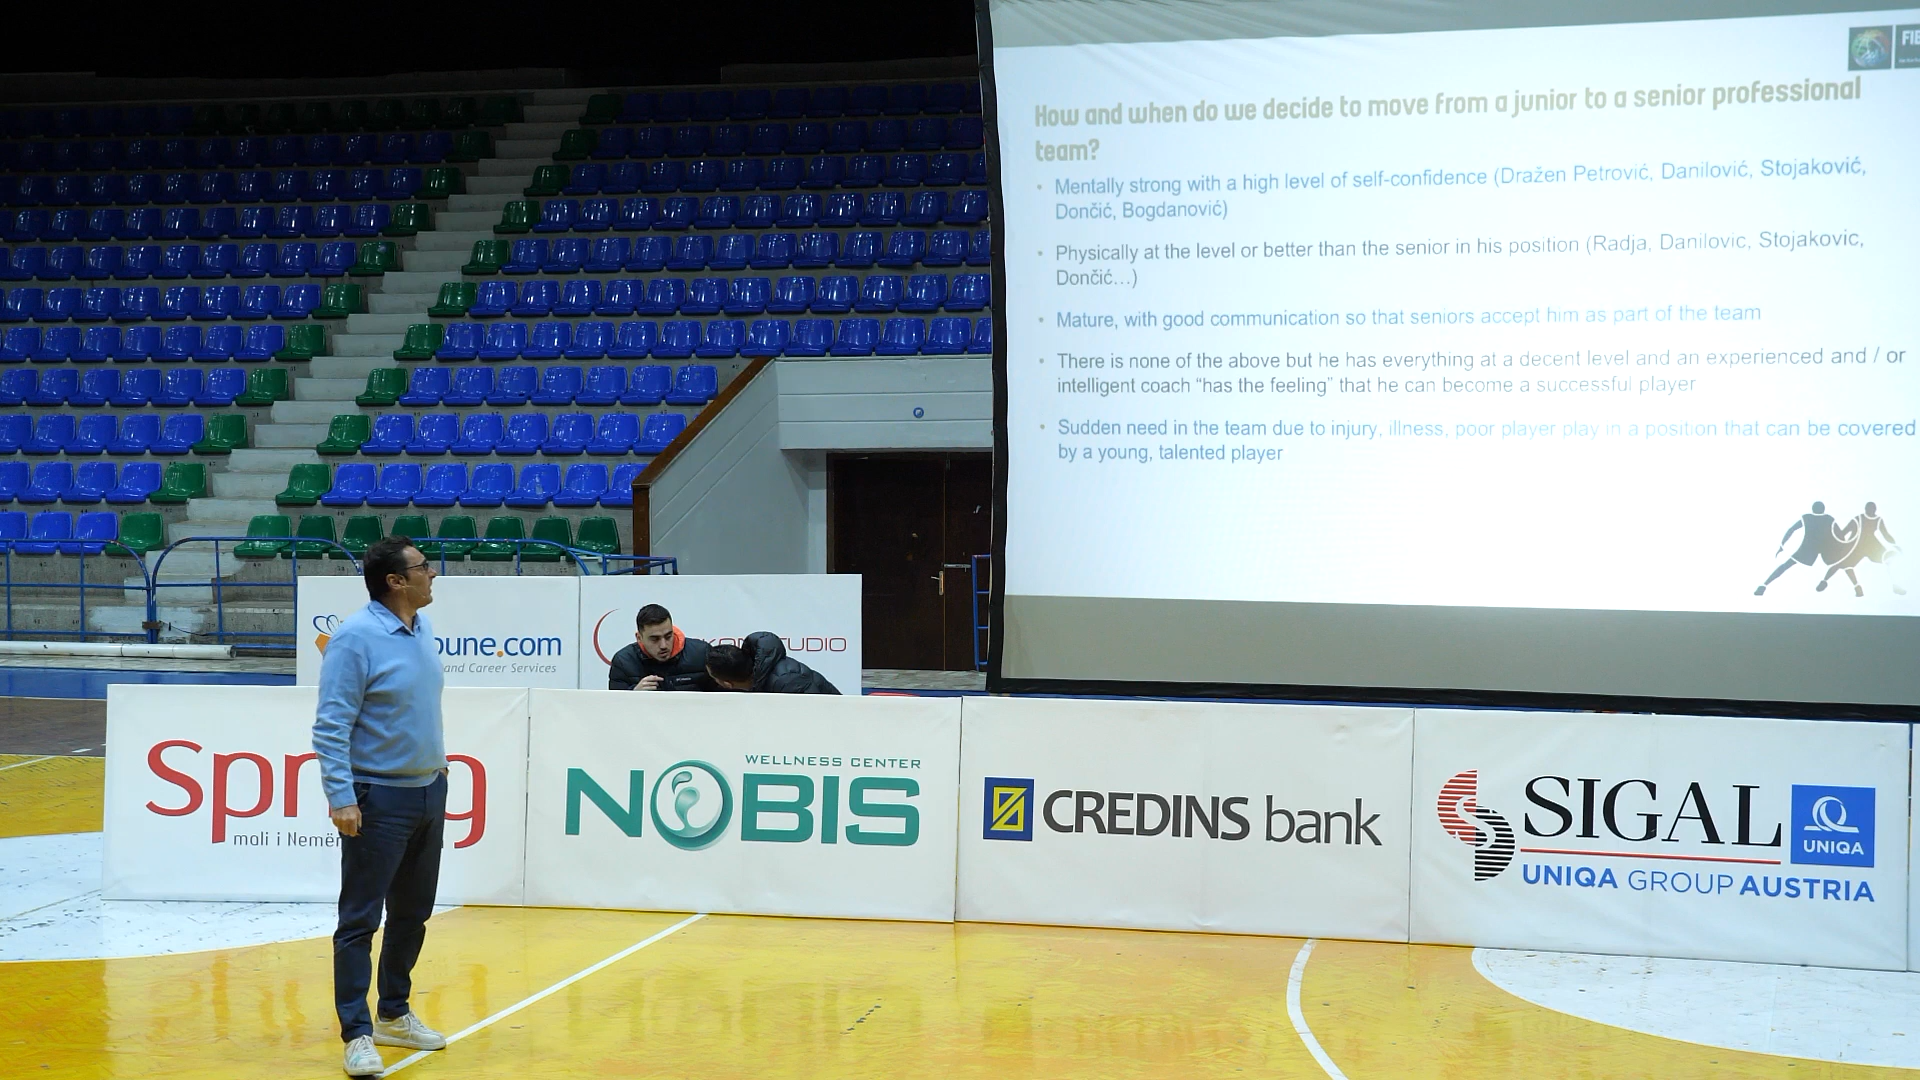 FIB
How and when do we decide to move from a junior to a senior professional
team?
• Mentally strong with a high level of self-confidence (Dražen Petrović, Danilović, Stojaković,
Dončić, Bogdanović)
• Physically at the level or better than the senior in his position (Radja, Danilovic, Stojakovic,
Dončić...)
• Mature, with good communication so that seniors accept him as part of the team
• There is none of the above but he has everything at a decent level and an experienced and / or
intelligent coach “has the feeling” that he can become a successful player
• Sudden need in the team due to injury, illness, poor player play in a position that can be covered
by a young, talented player
une.com
and Career Services
TUDIO
Spr g
mali i Nemër
WELLNESS CENTER
NOBIS
CREDINS bank
SIGAL
UNIQA
UNIQA GROUP AUSTRIA